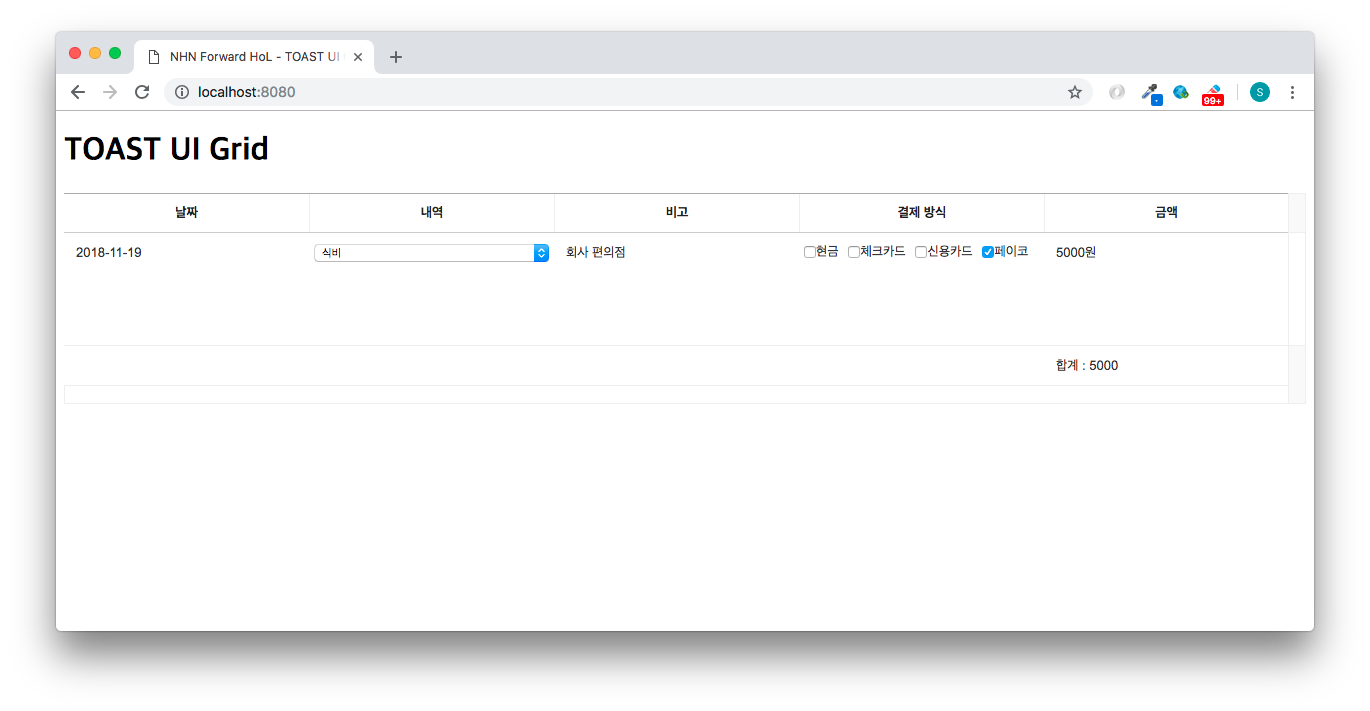 NHN Forward HoL - TOAST UI
localhost:8080
99+
S
TOAST UI Grid
날짜 내역 비고 결제 방식 금액
2018-11-19 식비 회사 편의점 현금 체크카드 신용카드 페이코 5000원
합계 : 5000